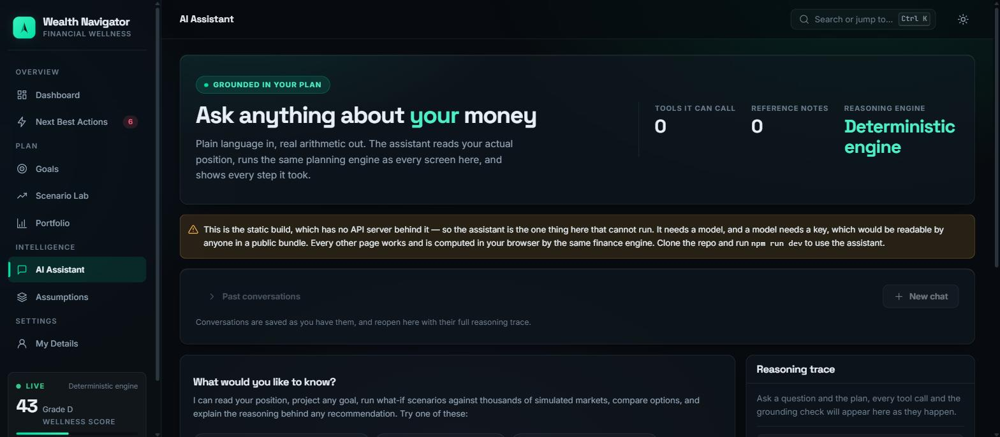 Wealth Navigator
FINANCIAL WELLNESS
OVERVIEW
Dashboard
Next Best Actions 6
PLAN
Goals
Scenario Lab
Portfolio
INTELLIGENCE
AI Assistant
Assumptions
SETTINGS
My Details
LIVE Deterministic engine
43 Grade D
WELLNESS SCORE
AI Assistant
Search or jump to... Ctrl K
GROUNDED IN YOUR PLAN
Ask anything about your money
Plain language in, real arithmetic out. The assistant reads your actual
position, runs the same planning engine as every screen here, and
shows every step it took.
TOOLS IT CAN CALL
0
REFERENCE NOTES
0
REASONING ENGINE
Deterministic
engine
This is the static build, which has no API server behind it — so the assistant is the one thing here that cannot run. It needs a model, and a model needs a key, which would be readable by
anyone in a public bundle. Every other page works and is computed in your browser by the same finance engine. Clone the repo and run npm run dev to use the assistant.
Past conversations
New chat
Conversations are saved as you have them, and reopen here with their full reasoning trace.
What would you like to know?
I can read your position, project any goal, run what-if scenarios against thousands of simulated markets, compare options, and
explain the reasoning behind any recommendation. Try one of these:
Reasoning trace
Ask a question and the plan, every tool call and the
grounding check will appear here as they happen.